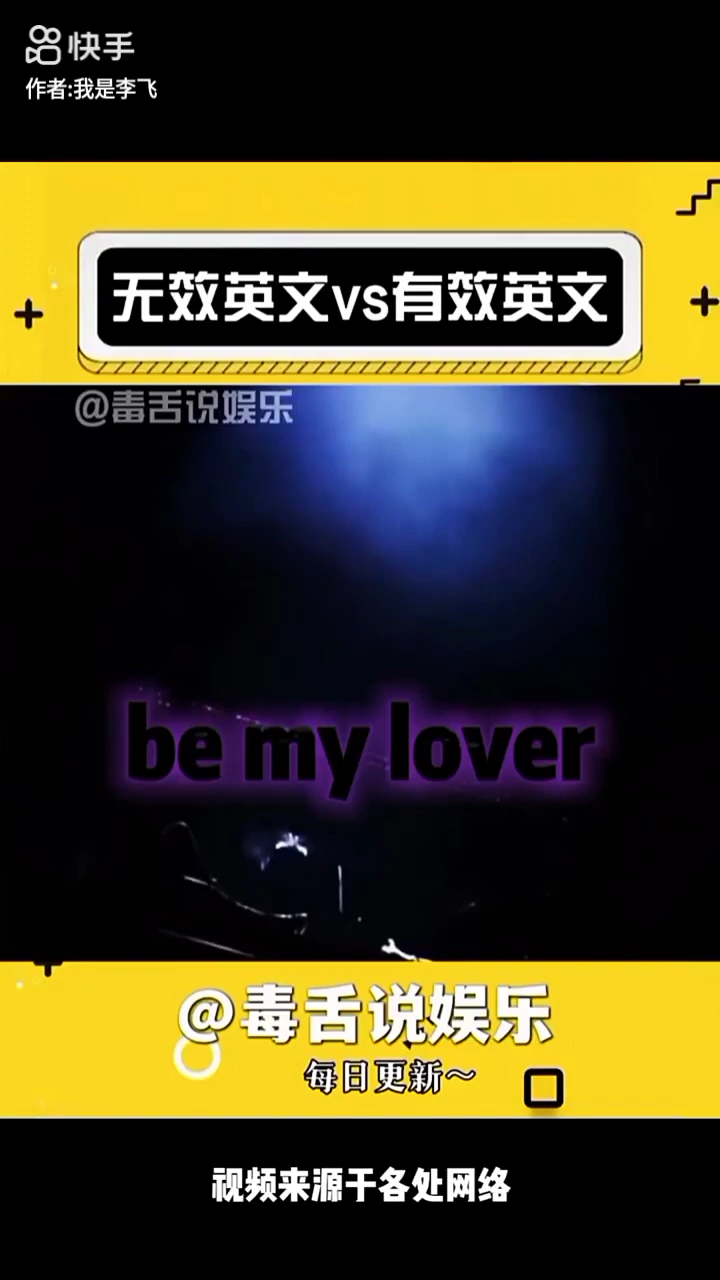 快手
作者:我是李飞
无效英文vs有效英文
@毒舌说娱乐
be my lover
@毒舌说娱乐
每日更新～
视频来源于各处网络